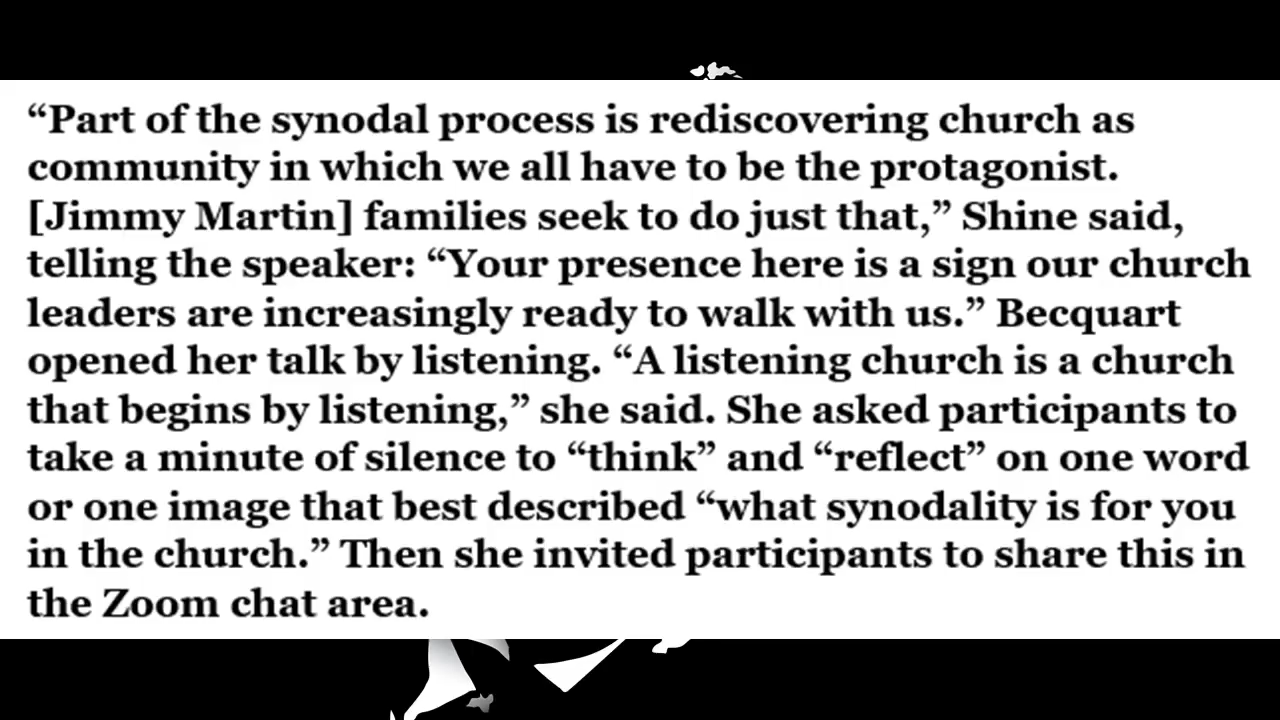 “Part of the synodal process is rediscovering church as
community in which we all have to be the protagonist.
[Jimmy Martin] families seek to do just that,” Shine said,
telling the speaker: “Your presence here is a sign our church
leaders are increasingly ready to walk with us.” Becquart
opened her talk by listening. “A listening church is a church
that begins by listening,” she said. She asked participants to
take a minute of silence to “think” and “reflect” on one word
or one image that best described “what synodality is for you
in the church.” Then she invited participants to share this in
the Zoom chat area.